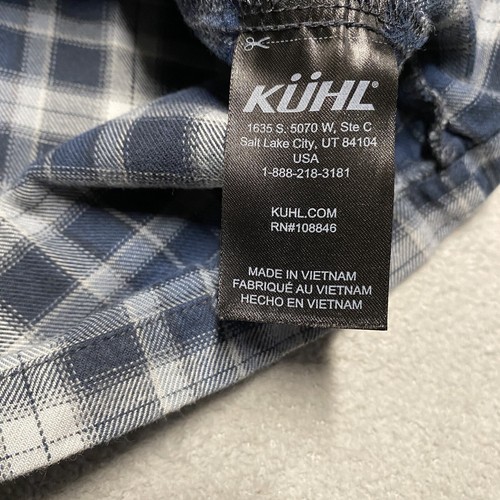 KÜHL®
1635 S. 5070 W, Ste C
Salt Lake City, UT 84104
USA
1-888-218-3181
KUHL.COM
RN#108846
MADE IN VIETNAM
FABRIQUÉ AU VIETNAM
HECHO EN VIETNAM